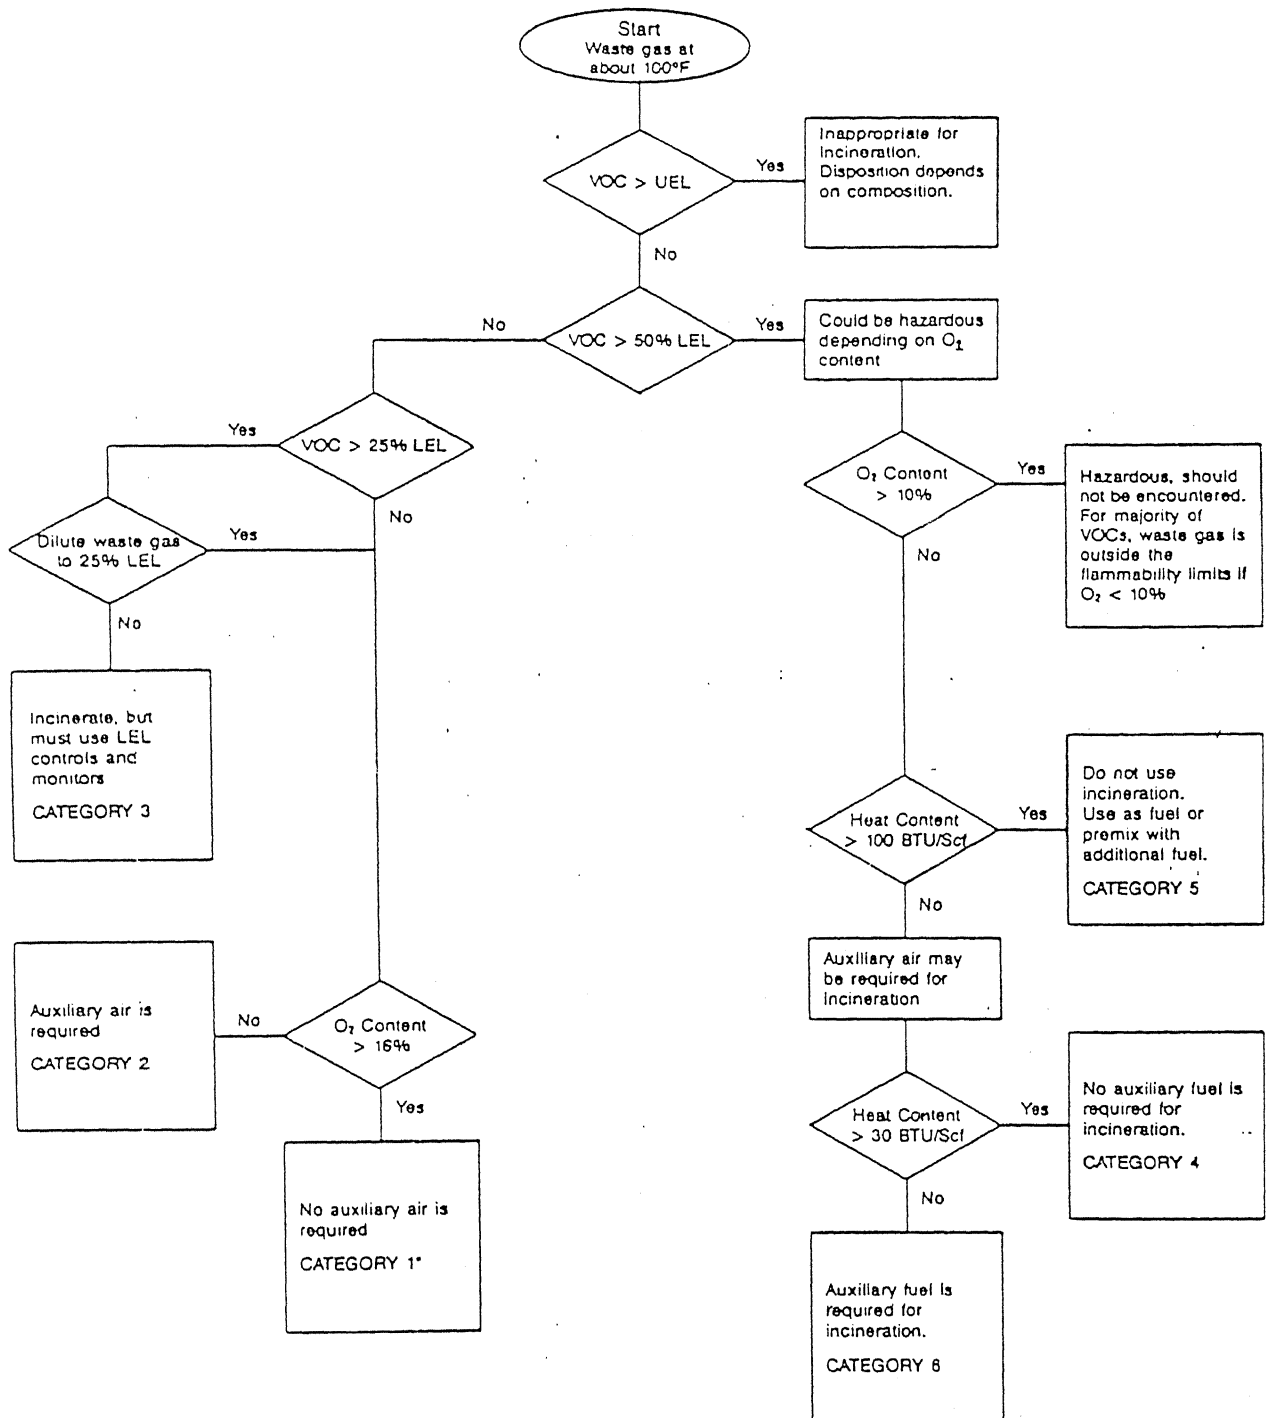 Start
Waste gas at
about 100°F
VOC > UEL
Yes
Inappropriate for
Incineration.
Disposition depends
on composition.
No
VOC > 50% LEL
No
Yes
Could be hazardous
depending on O₂
content
VOC > 25% LEL
Yes
No
O₂ Content
> 10%
Yes
No
Hazardous, should
not be encountered.
For majority of
VOCs, waste gas is
outside the
flammability limits if
O₂ < 10%
Dilute waste gas
to 25% LEL
Yes
No
Incinerate, but
must use LEL
controls and
monitors
CATEGORY 3
Heat Content
> 100 BTU/Scf
Yes
No
Do not use
incineration.
Use as fuel or
premix with
additional fuel.
CATEGORY 5
Auxiliary air may
be required for
Incineration
O₂ Content
> 16%
No
Yes
Auxiliary air is
required
CATEGORY 2
No auxiliary air is
required
CATEGORY 1*
Heat Content
> 30 BTU/Scf
Yes
No
No auxiliary fuel is
required for
incineration.
CATEGORY 4
Auxiliary fuel is
required for
incineration.
CATEGORY 6